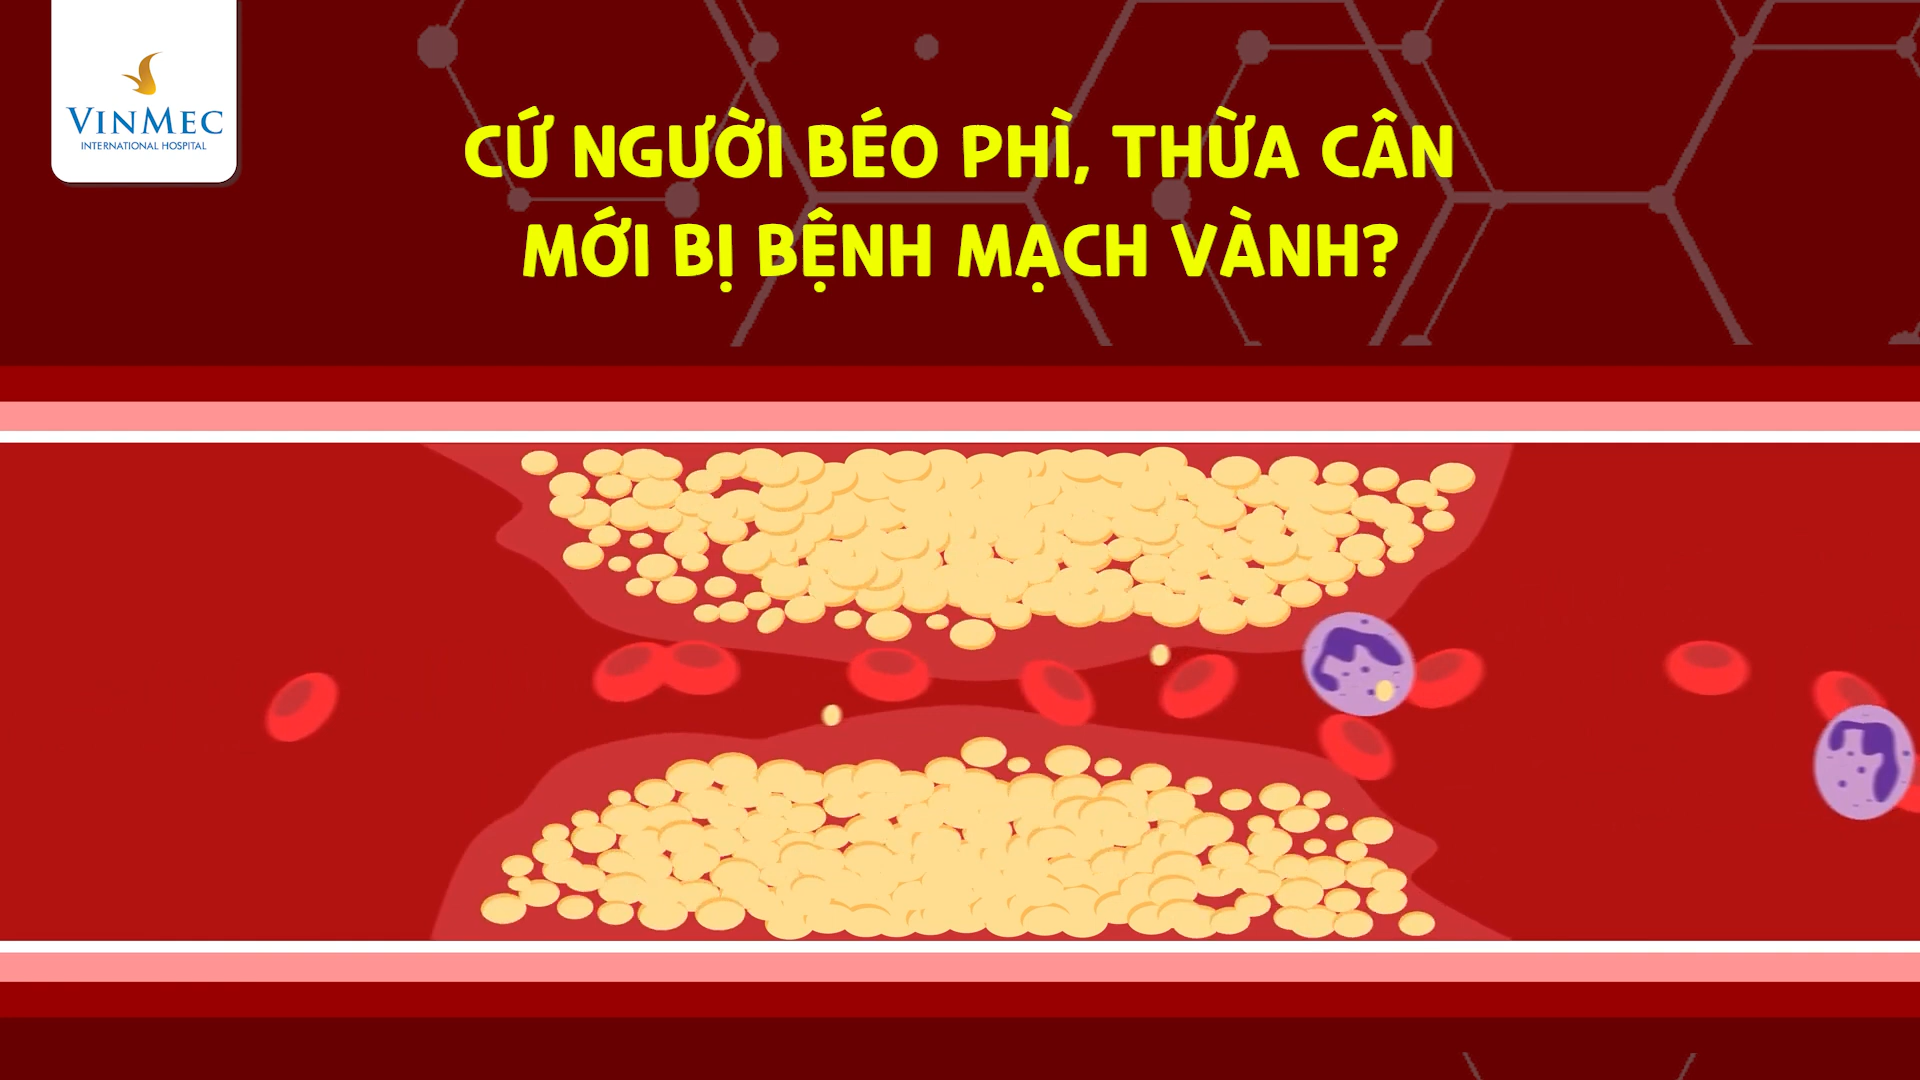 VINMEC
INTERNATIONAL HOSPITAL
CỨ NGƯỜI BÉO PHÌ, THỪA CÂN
MỚI BỊ BỆNH MẠCH VÀNH?